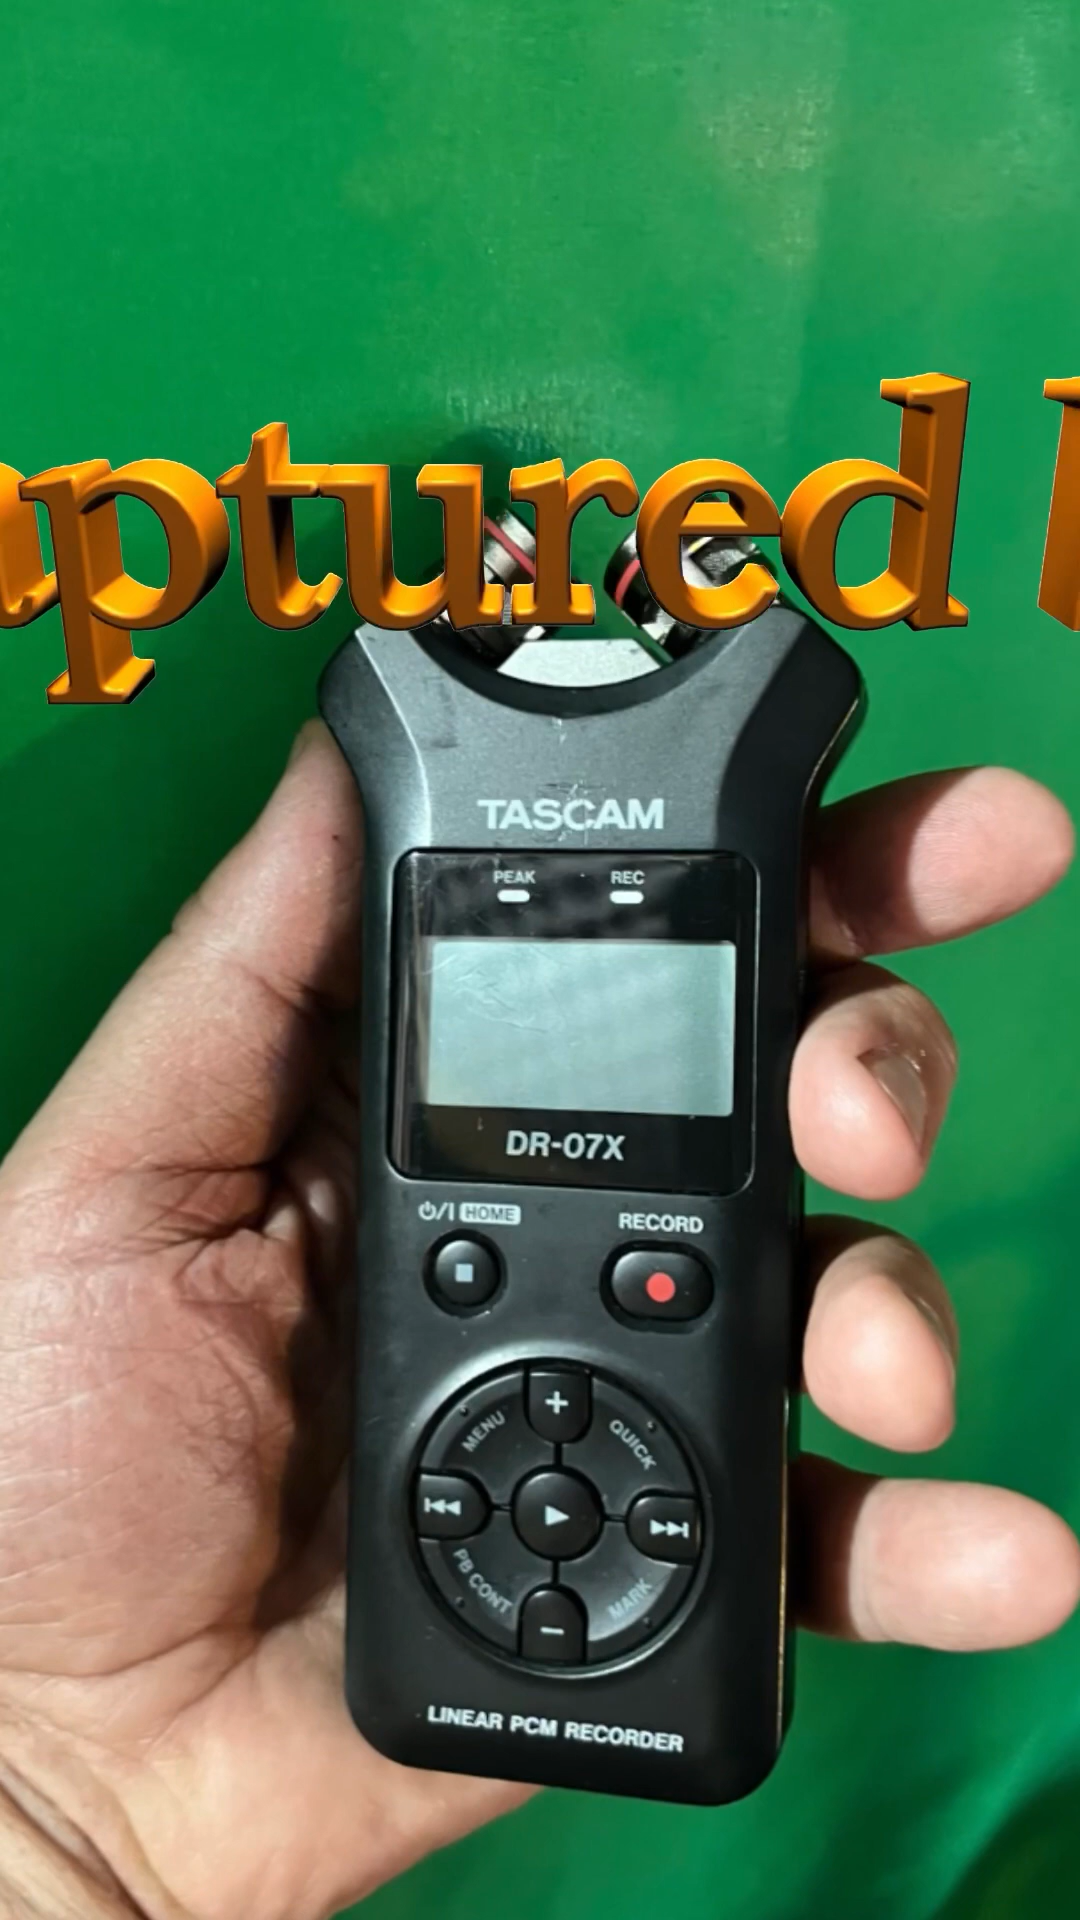 ptured
TASCAM
PEAK REC
DR-07X
⏻/I HOME RECORD
+
MENU QUICK
PB CONT MARK
−
LINEAR PCM RECORDER